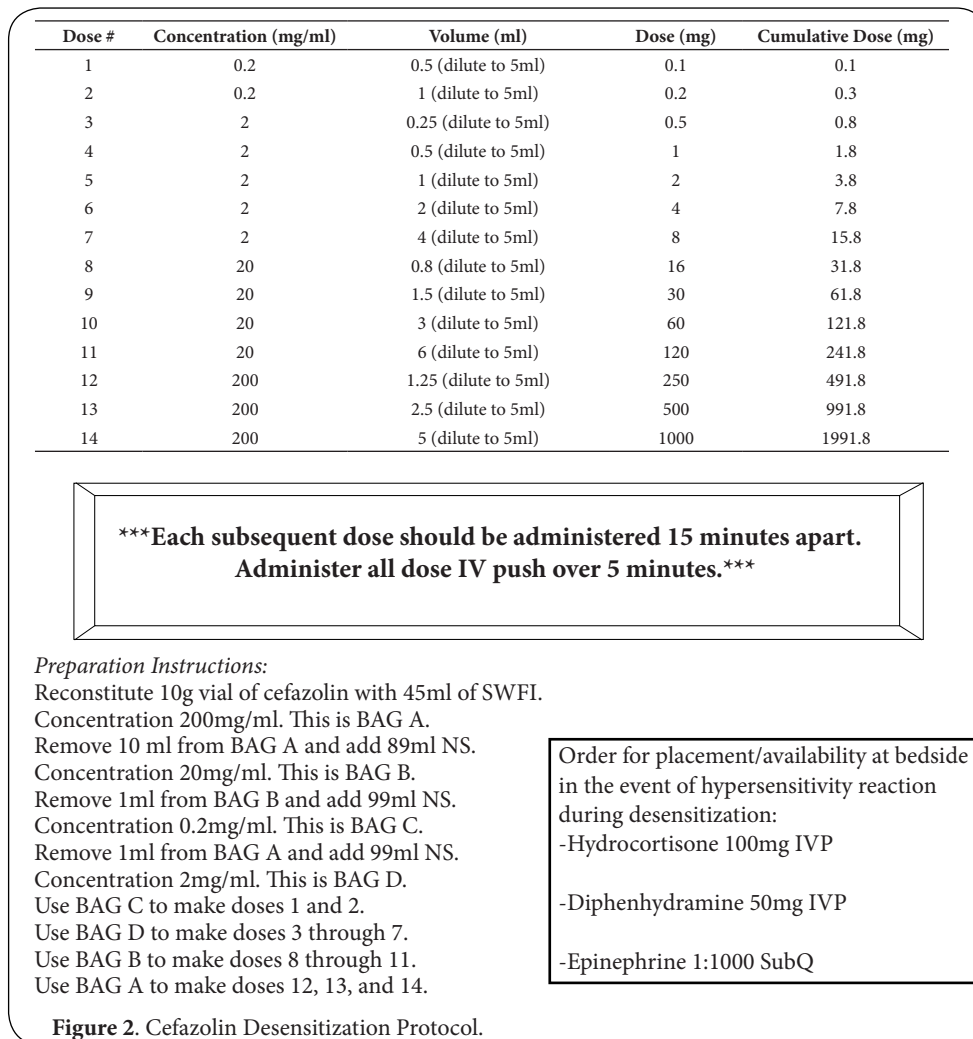 Dose # Concentration (mg/ml) Volume (ml) Dose (mg) Cumulative Dose (mg)
1 0.2 0.5 (dilute to 5ml) 0.1 0.1
2 0.2 1 (dilute to 5ml) 0.2 0.3
3 2 0.25 (dilute to 5ml) 0.5 0.8
4 2 0.5 (dilute to 5ml) 1 1.8
5 2 1 (dilute to 5ml) 2 3.8
6 2 2 (dilute to 5ml) 4 7.8
7 2 4 (dilute to 5ml) 8 15.8
8 20 0.8 (dilute to 5ml) 16 31.8
9 20 1.5 (dilute to 5ml) 30 61.8
10 20 3 (dilute to 5ml) 60 121.8
11 20 6 (dilute to 5ml) 120 241.8
12 200 1.25 (dilute to 5ml) 250 491.8
13 200 2.5 (dilute to 5ml) 500 991.8
14 200 5 (dilute to 5ml) 1000 1991.8
***Each subsequent dose should be administered 15 minutes apart.
Administer all dose IV push over 5 minutes.***
Preparation Instructions:
Reconstitute 10g vial of cefazolin with 45ml of SWFI.
Concentration 200mg/ml. This is BAG A.
Remove 10 ml from BAG A and add 89ml NS.
Concentration 20mg/ml. This is BAG B.
Remove 1ml from BAG B and add 99ml NS.
Concentration 0.2mg/ml. This is BAG C.
Remove 1ml from BAG A and add 99ml NS.
Concentration 2mg/ml. This is BAG D.
Use BAG C to make doses 1 and 2.
Use BAG D to make doses 3 through 7.
Use BAG B to make doses 8 through 11.
Use BAG A to make doses 12, 13, and 14.
Order for placement/availability at bedside
in the event of hypersensitivity reaction
during desensitization:
-Hydrocortisone 100mg IVP
-Diphenhydramine 50mg IVP
-Epinephrine 1:1000 SubQ
Figure 2. Cefazolin Desensitization Protocol.